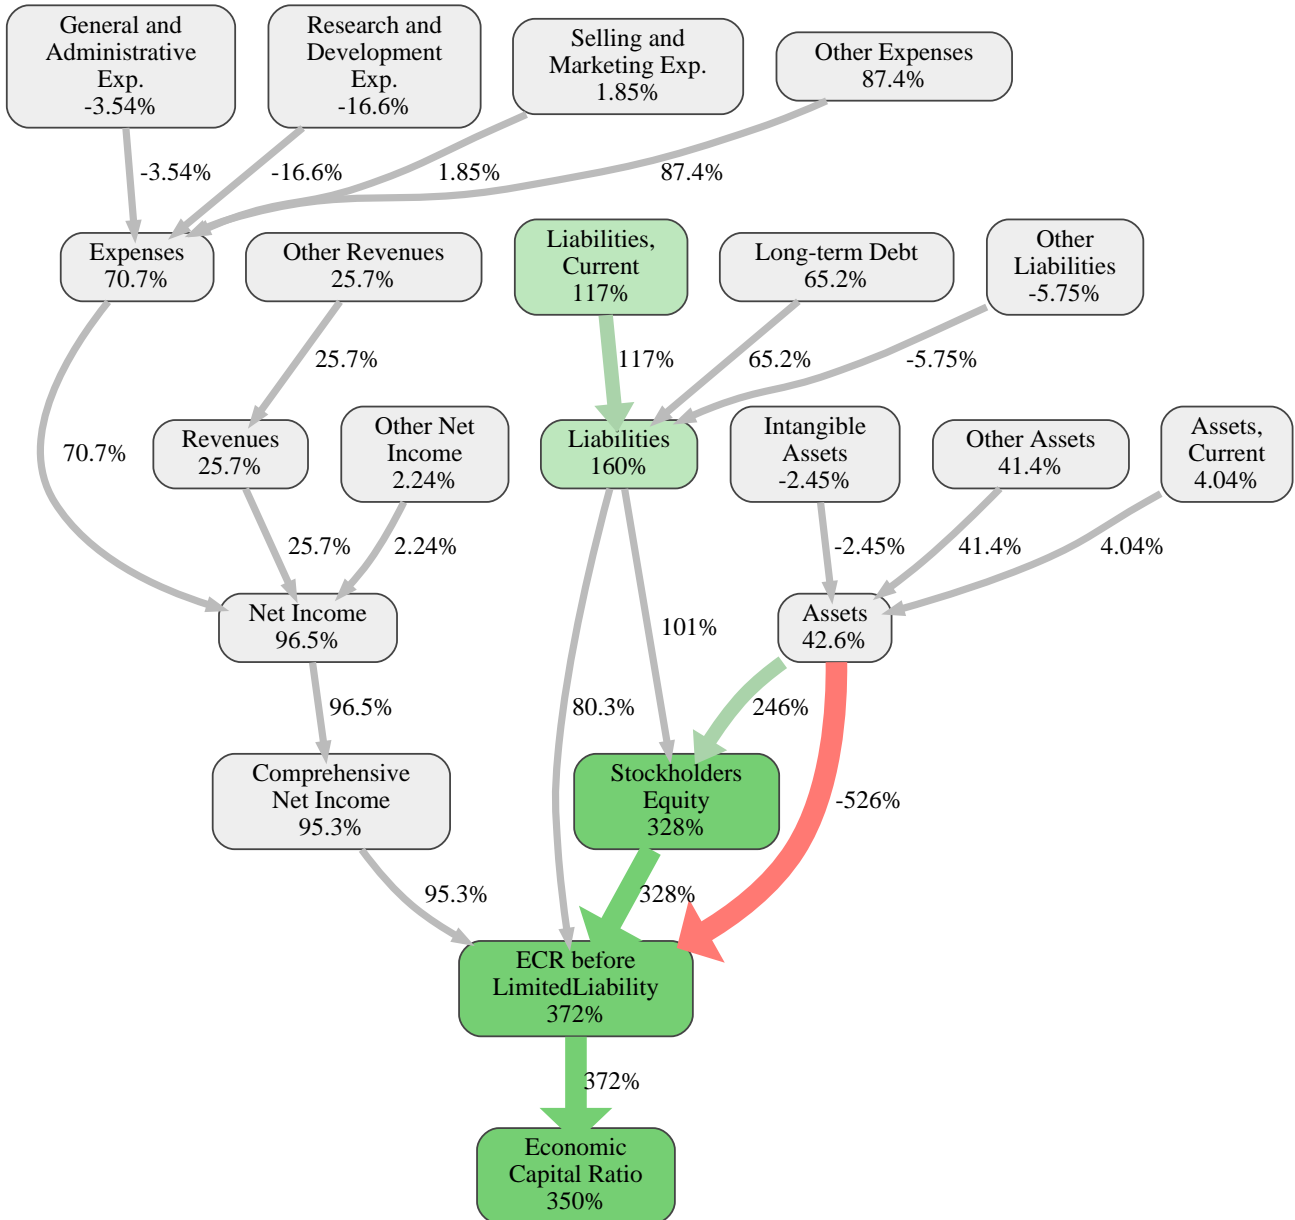 General and
Administrative
Exp.
-3.54%
Research and
Development
Exp.
-16.6%
Selling and
Marketing Exp.
1.85%
Other Expenses
87.4%
-3.54%
-16.6%
1.85%
87.4%
Expenses
70.7%
Other Revenues
25.7%
Liabilities,
Current
117%
Long-term Debt
65.2%
Other
Liabilities
-5.75%
25.7%
117%
65.2%
-5.75%
70.7%
Revenues
25.7%
Other Net
Income
2.24%
Liabilities
160%
Intangible
Assets
-2.45%
Other Assets
41.4%
Assets,
Current
4.04%
25.7%
2.24%
-2.45%
41.4%
4.04%
Net Income
96.5%
101%
Assets
42.6%
96.5%
80.3%
246%
Comprehensive
Net Income
95.3%
Stockholders
Equity
328%
-526%
95.3%
328%
ECR before
LimitedLiability
372%
372%
Economic
Capital Ratio
350%